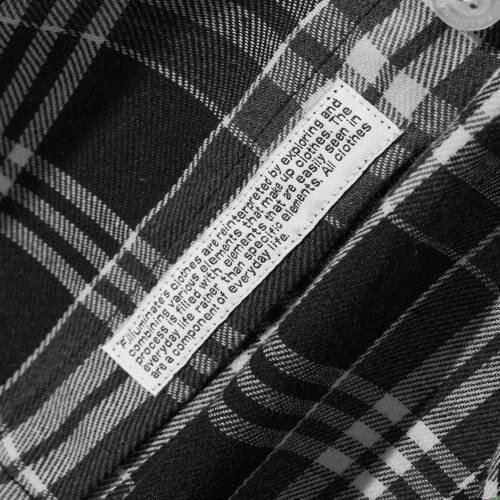 "F.illuminate's clothes are reinterpreted by exploring and
combining various elements that make up clothes. The
process is filled with elements that are easily seen in
everyday life rather than specific elements. All clothes
are a component of everyday life.